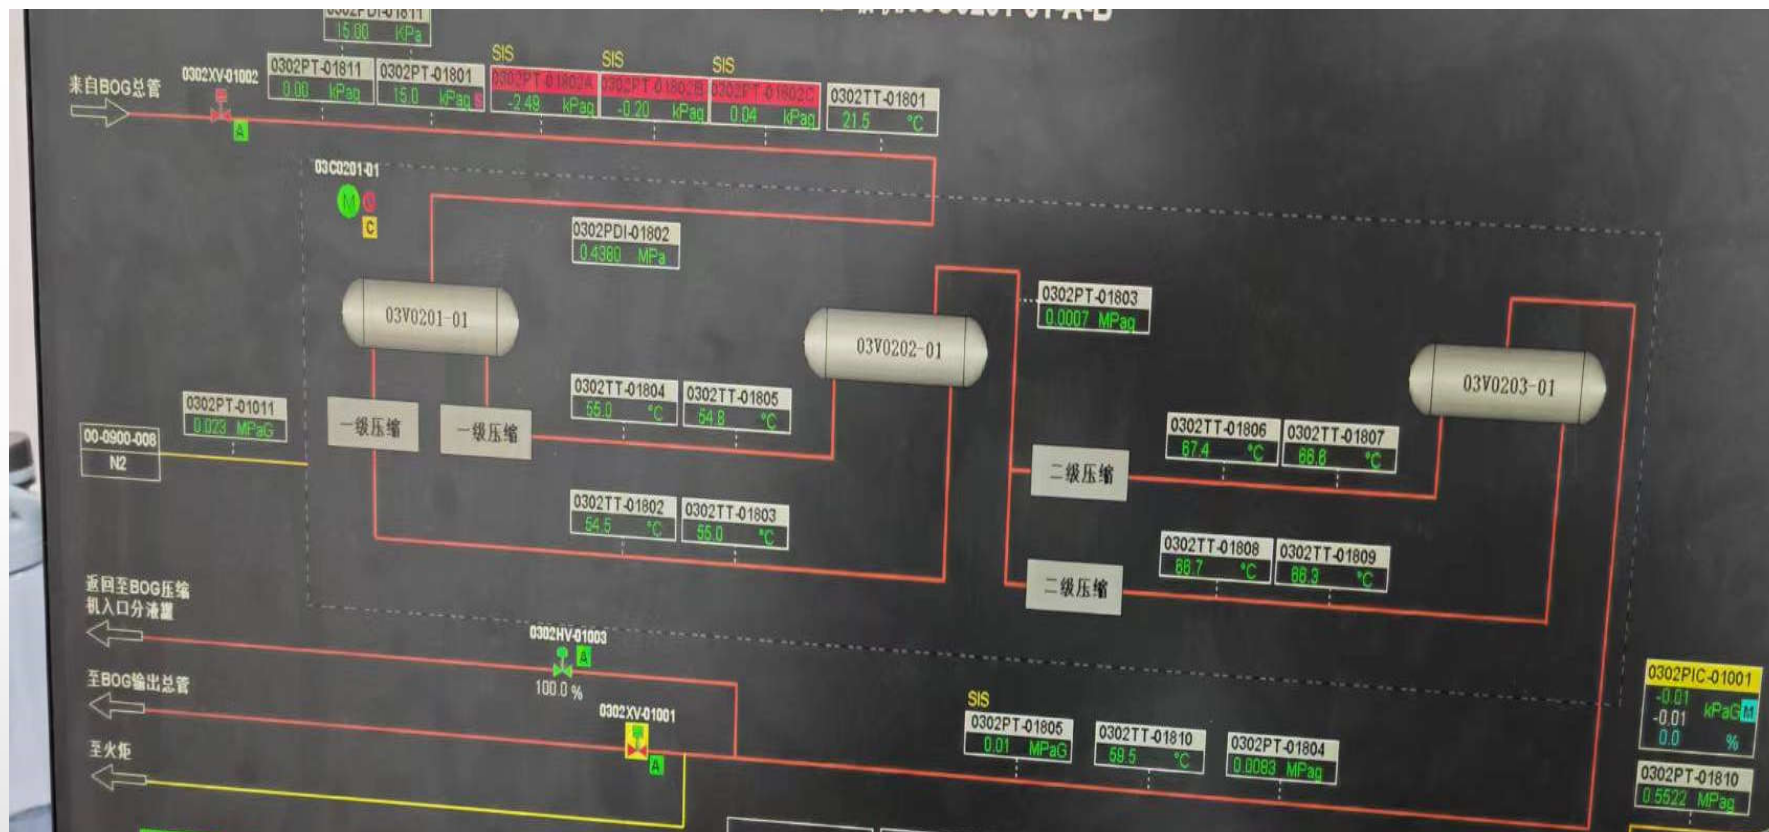 15.00 KPa
SIS
SIS
SIS
来自BOG总管
0302XV-01002
0302PT-01811
0.00 kPag
0302PT-01801
15.0 kPag S
0302PT-01802A
-2.49 kPag
0302PT-01802B
-0.20 kPag
0302PT-01802C
0.04 kPag
0302TT-01801
21.5 °C
A
03C0201-01
M
C
0302PDI-01802
0.4380 MPa
03V0201-01
03V0202-01
0302PT-01803
0.0007 MPag
03V0203-01
0302PT-01011
0.023 MPaG
00-0900-008
N2
一级压缩
一级压缩
0302TT-01804
55.0 °C
0302TT-01805
54.8 °C
0302TT-01802
54.5 °C
0302TT-01803
55.0 °C
二级压缩
0302TT-01806
67.4 °C
0302TT-01807
66.6 °C
二级压缩
0302TT-01808
66.7 °C
0302TT-01809
66.3 °C
返回至BOG压缩
机入口分液罐
0302HV-01003
A
100.0 %
至BOG输出总管
0302XV-01001
A
至火炬
SIS
0302PT-01805
0.01 MPaG
0302TT-01810
59.5 °C
0302PT-01804
0.0083 MPag
0302PIC-01001
-0.01 kPaG M
-0.01
0.0 %
0302PT-01810
0.5522 MPag